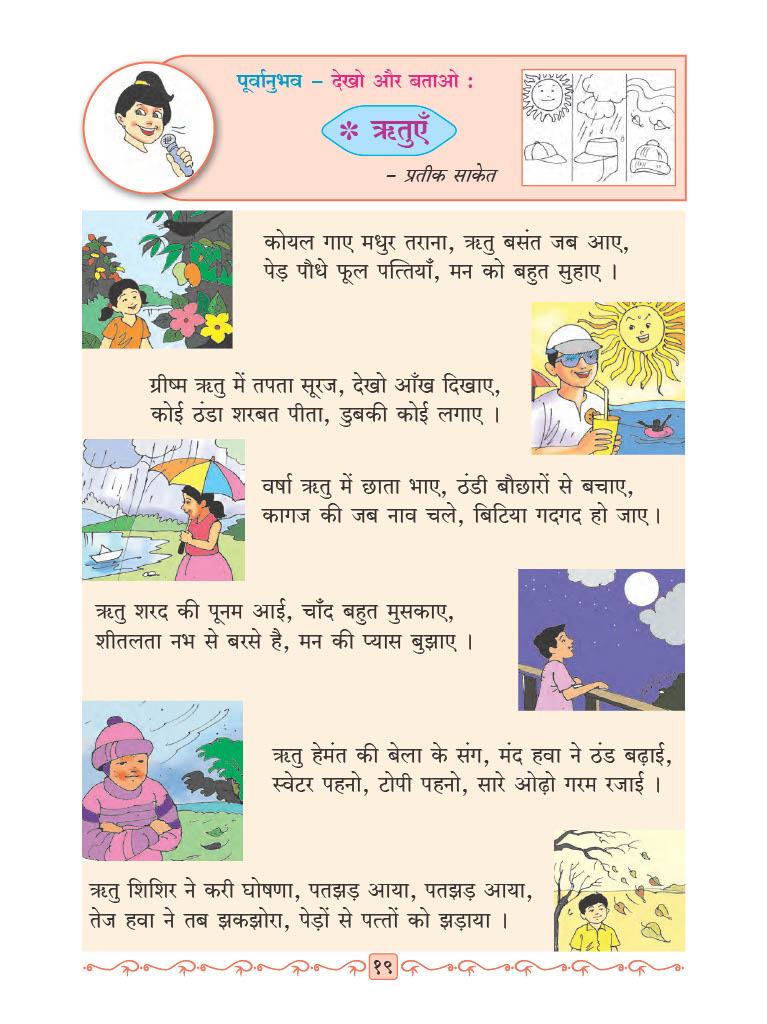 पूर्वानुभव – देखो और बताओ :
* ऋतुएँ
– प्रतीक साकेत
कोयल गाए मधुर तराना, ऋतु बसंत जब आए,
पेड़ पौधे फूल पत्तियाँ, मन को बहुत सुहाए ।
ग्रीष्म ऋतु में तपता सूरज, देखो आँख दिखाए,
कोई ठंडा शरबत पीता, डुबकी कोई लगाए ।
वर्षा ऋतु में छाता भाए, ठंडी बौछारों से बचाए,
कागज की जब नाव चले, बिटिया गदगद हो जाए।
ऋतु शरद की पूनम आई, चाँद बहुत मुसकाए,
शीतलता नभ से बरसे है, मन की प्यास बुझाए ।
ऋतु हेमंत की बेला के संग, मंद हवा ने ठंड बढ़ाई,
स्वेटर पहनो, टोपी पहनो, सारे ओढ़ो गरम रजाई ।
ऋतु शिशिर ने करी घोषणा, पतझड़ आया, पतझड़ आया,
तेज हवा ने तब झकझोरा, पेड़ों से पत्तों को झड़ाया ।
१९